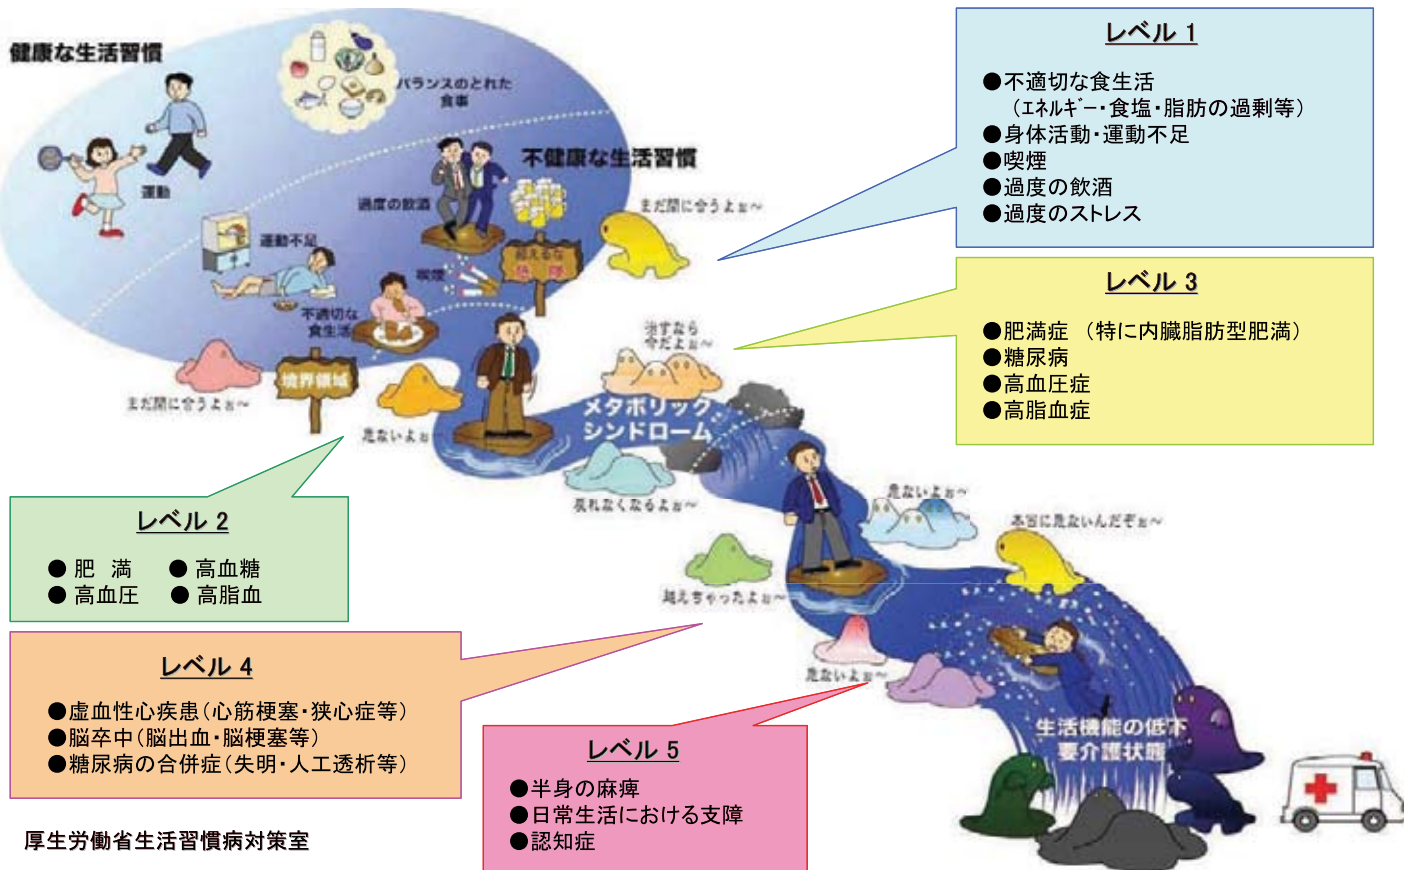 健康な生活習慣
バランスのとれた
食事
運動
不健康な生活習慣
過度の飲酒
まだ間に合うよぉ～
運動不足
喫煙
超えるな
危険
不適切な
食生活
まだ間に合うよぉ～
境界領域
危ないよぉ～
治すなら
今だよぉ～
メタボリック
シンドローム
戻れなくなるよぉ～
危ないよぉ～
本当に危ないんだぞぉ～
越えちゃったよぉ～
危ないよぉ～
生活機能の低下
要介護状態
レベル 1
●不適切な食生活
（ｴﾈﾙｷﾞｰ・食塩・脂肪の過剰等）
●身体活動・運動不足
●喫煙
●過度の飲酒
●過度のストレス
レベル 3
●肥満症 （特に内臓脂肪型肥満）
●糖尿病
●高血圧症
●高脂血症
レベル 2
● 肥 満 ● 高血糖
● 高血圧 ● 高脂血
レベル 4
●虚血性心疾患（心筋梗塞・狭心症等）
●脳卒中（脳出血・脳梗塞等）
●糖尿病の合併症（失明・人工透析等）
レベル 5
●半身の麻痺
●日常生活における支障
●認知症
厚生労働省生活習慣病対策室